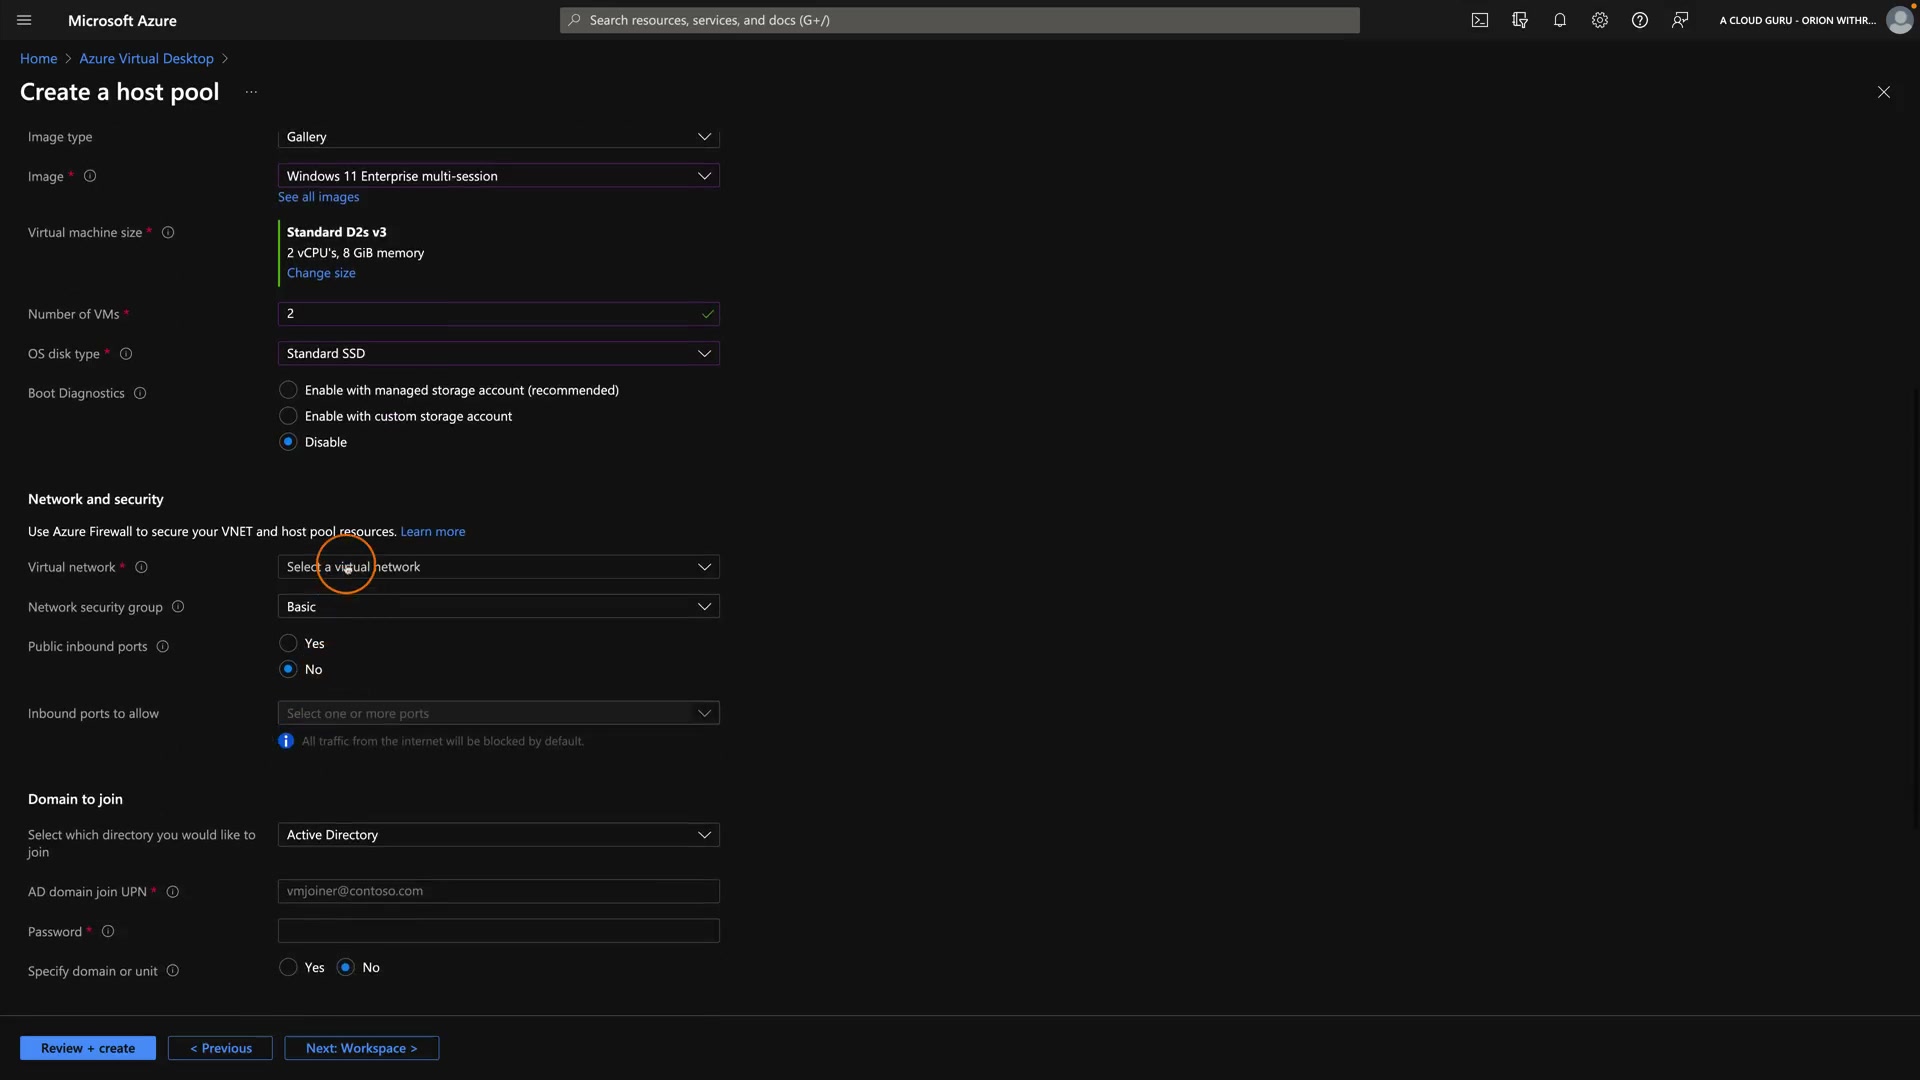 Microsoft Azure
Search resources, services, and docs (G+/)
A CLOUD GURU - ORION WITHR...
Home > Azure Virtual Desktop >
Create a host pool ...
Image type
Gallery
Image *
Windows 11 Enterprise multi-session
See all images
Virtual machine size *
Standard D2s v3
2 vCPU's, 8 GiB memory
Change size
Number of VMs *
2
OS disk type *
Standard SSD
Boot Diagnostics
Enable with managed storage account (recommended)
Enable with custom storage account
Disable
Network and security
Use Azure Firewall to secure your VNET and host pool resources. Learn more
Virtual network *
Select a virtual network
Network security group
Basic
Public inbound ports
Yes
No
Inbound ports to allow
Select one or more ports
All traffic from the internet will be blocked by default.
Domain to join
Select which directory you would like to
join
Active Directory
AD domain join UPN *
vmjoiner@contoso.com
Password *
Specify domain or unit
Yes No
Review + create
< Previous
Next: Workspace >